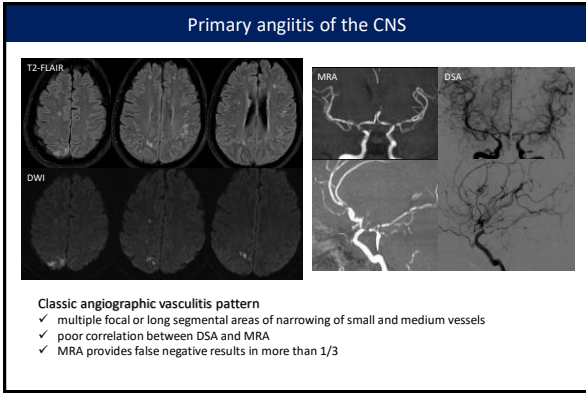 Primary angiitis of the CNS
T2-FLAIR
MRA
DSA
DWI
Classic angiographic vasculitis pattern
✓ multiple focal or long segmental areas of narrowing of small and medium vessels
✓ poor correlation between DSA and MRA
✓ MRA provides false negative results in more than 1/3